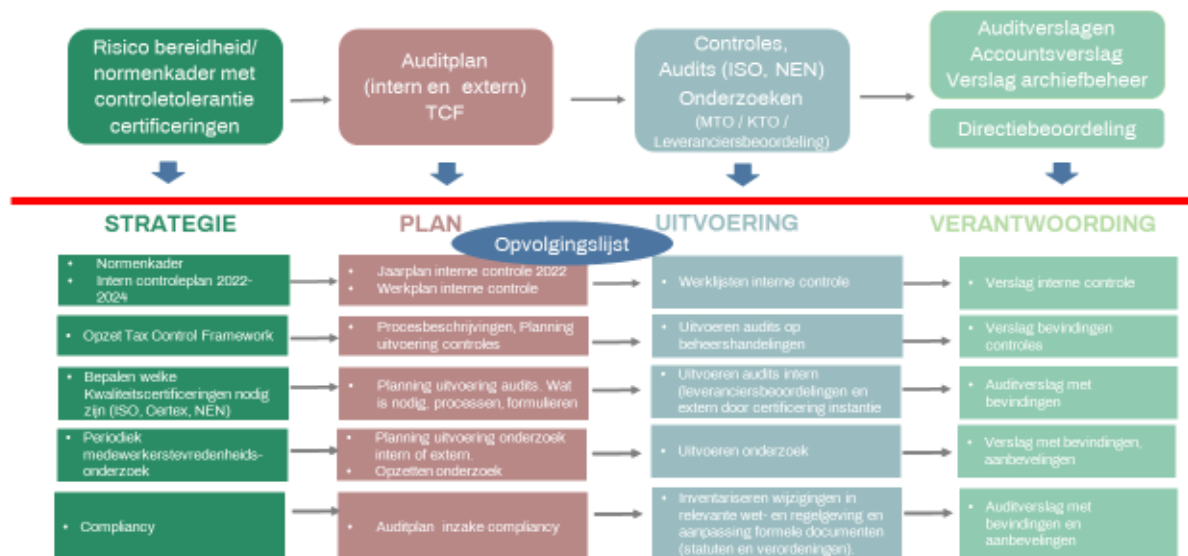 Risico bereidheid/
normenkader met
controletolerantie
certificeringen
Auditplan
(intern en extern)
TCF
Controles,
Audits (ISO, NEN)
Onderzoeken
(MTO / KTO /
Leveranciersbeoordeling)
Auditverslagen
Accountsverslag
Verslag archiefbeheer
Directiebeoordeling
STRATEGIE
PLAN
UITVOERING
VERANTWOORDING
Opvolgingslijst
• Normenkader
• Intern controleplan 2022-
2024
• Jaarplan interne controle 2022
• Werkplan interne controle
• Werklijsten interne controle
• Verslag interne controle
• Opzet Tax Control Framework
• Procesbeschrijvingen, Planning
uitvoering controles
• Uitvoeren audits op
beheershandelingen
• Verslag bevindingen
controles
• Bepalen welke
Kwaliteitscertificeringen nodig
zijn (ISO, Certex, NEN)
• Planning uitvoering audits. Wat
is nodig, processen, formulieren
• Uitvoeren audits intern
(leveranciersbeoordelingen en
extern door certificering instantie
• Auditverslag met
bevindingen
• Periodiek
medewerkerstevredenheids-
onderzoek
• Planning uitvoering onderzoek
intern of extern.
• Opzetten onderzoek
• Uitvoeren onderzoek
• Verslag met bevindingen,
aanbevelingen
• Compliancy
• Auditplan inzake compliancy
• Inventariseren wijzigingen in
relevante wet- en regelgeving en
aanpassing formele documenten
(statuten en verordeningen).
• Auditverslag met
bevindingen en
aanbevelingen